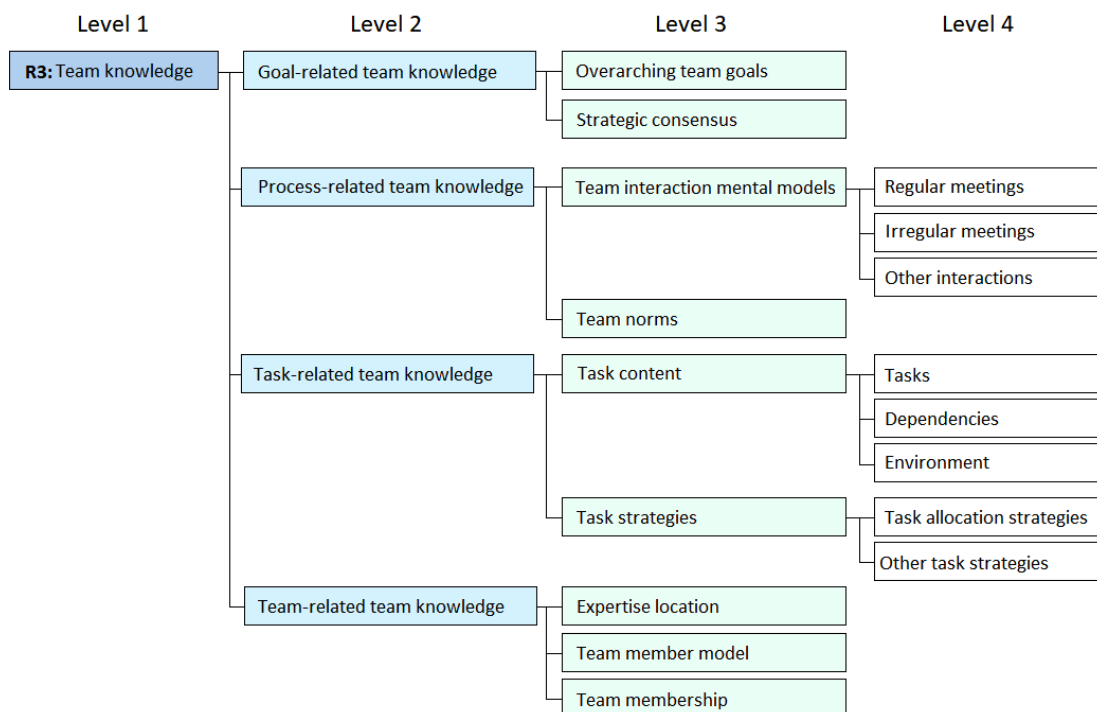 Level 1 Level 2 Level 3 Level 4
R3: Team knowledge Goal-related team knowledge Overarching team goals
Strategic consensus
Process-related team knowledge Team interaction mental models Regular meetings
Irregular meetings
Other interactions
Team norms
Task-related team knowledge Task content Tasks
Dependencies
Environment
Task strategies Task allocation strategies
Other task strategies
Team-related team knowledge Expertise location
Team member model
Team membership